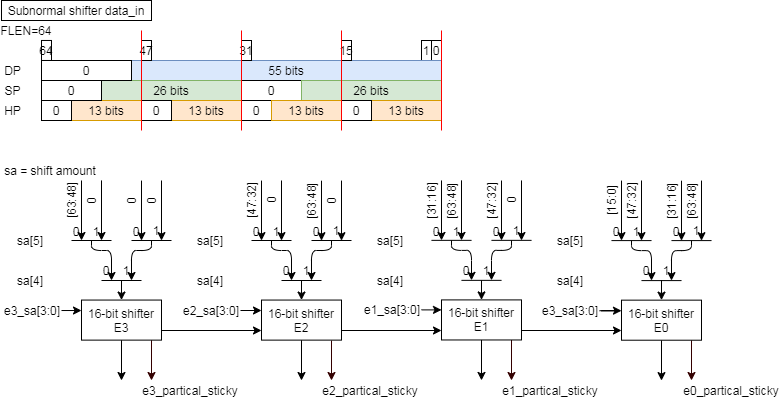 Subnormal shifter data_in
FLEN=64
64 47 31 15 1 0
DP 0 55 bits
SP 0 26 bits 0 26 bits
HP 0 13 bits 0 13 bits 0 13 bits 0 13 bits
sa = shift amount
[63:48] 0 0 0 [47:32] 0 [63:48] 0 [31:16] [63:48] [47:32] 0 [15:0] [47:32] [31:16] [63:48]
sa[5] 0 1 0 1 sa[5] 0 1 0 1 sa[5] 0 1 0 1 sa[5] 0 1 0 1
sa[4] 0 1 sa[4] 0 1 sa[4] 0 1 sa[4] 0 1
e3_sa[3:0] 16-bit shifter e2_sa[3:0] 16-bit shifter e1_sa[3:0] 16-bit shifter e3_sa[3:0] 16-bit shifter
E3 E2 E1 E0
e3_partical_sticky e2_partical_sticky e1_partical_sticky e0_partical_sticky